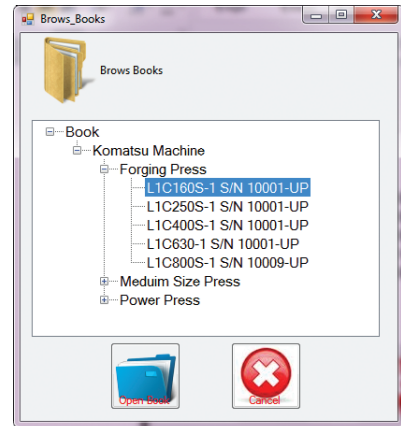 Brows_Books
Brows Books
Book
Komatsu Machine
Forging Press
L1C160S-1 S/N 10001-UP
L1C250S-1 S/N 10001-UP
L1C400S-1 S/N 10001-UP
L1C630-1 S/N 10001-UP
L1C800S-1 S/N 10009-UP
Meduim Size Press
Power Press
Open Book
Cancel